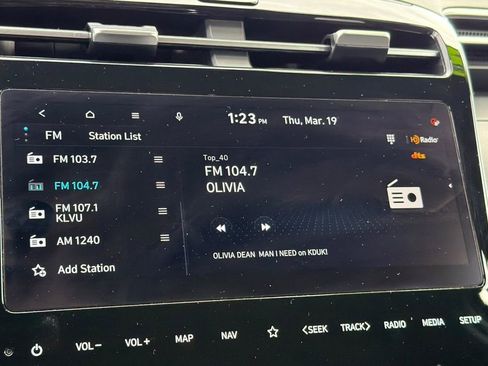 1:23 PM Thu, Mar. 19
FM Station List HD Radio
dts
FM 103.7
FM 104.7
FM 107.1
KLVU
AM 1240
Add Station
Top_40
FM 104.7
OLIVIA
OLIVIA DEAN MAN I NEED on KDUK!
VOL− VOL+ MAP NAV <SEEK TRACK> RADIO MEDIA SETUP